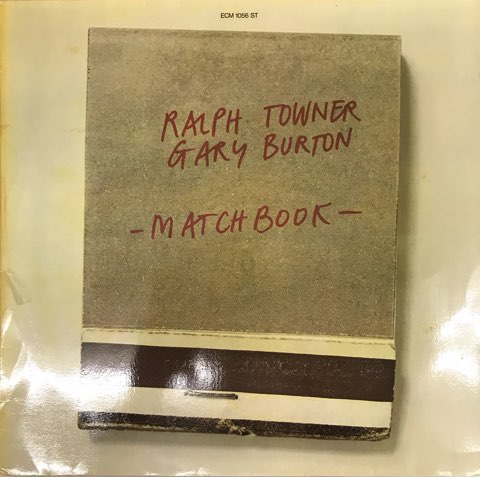 ECM 1056 ST
RALPH TOWNER
GARY BURTON
- MATCHBOOK -